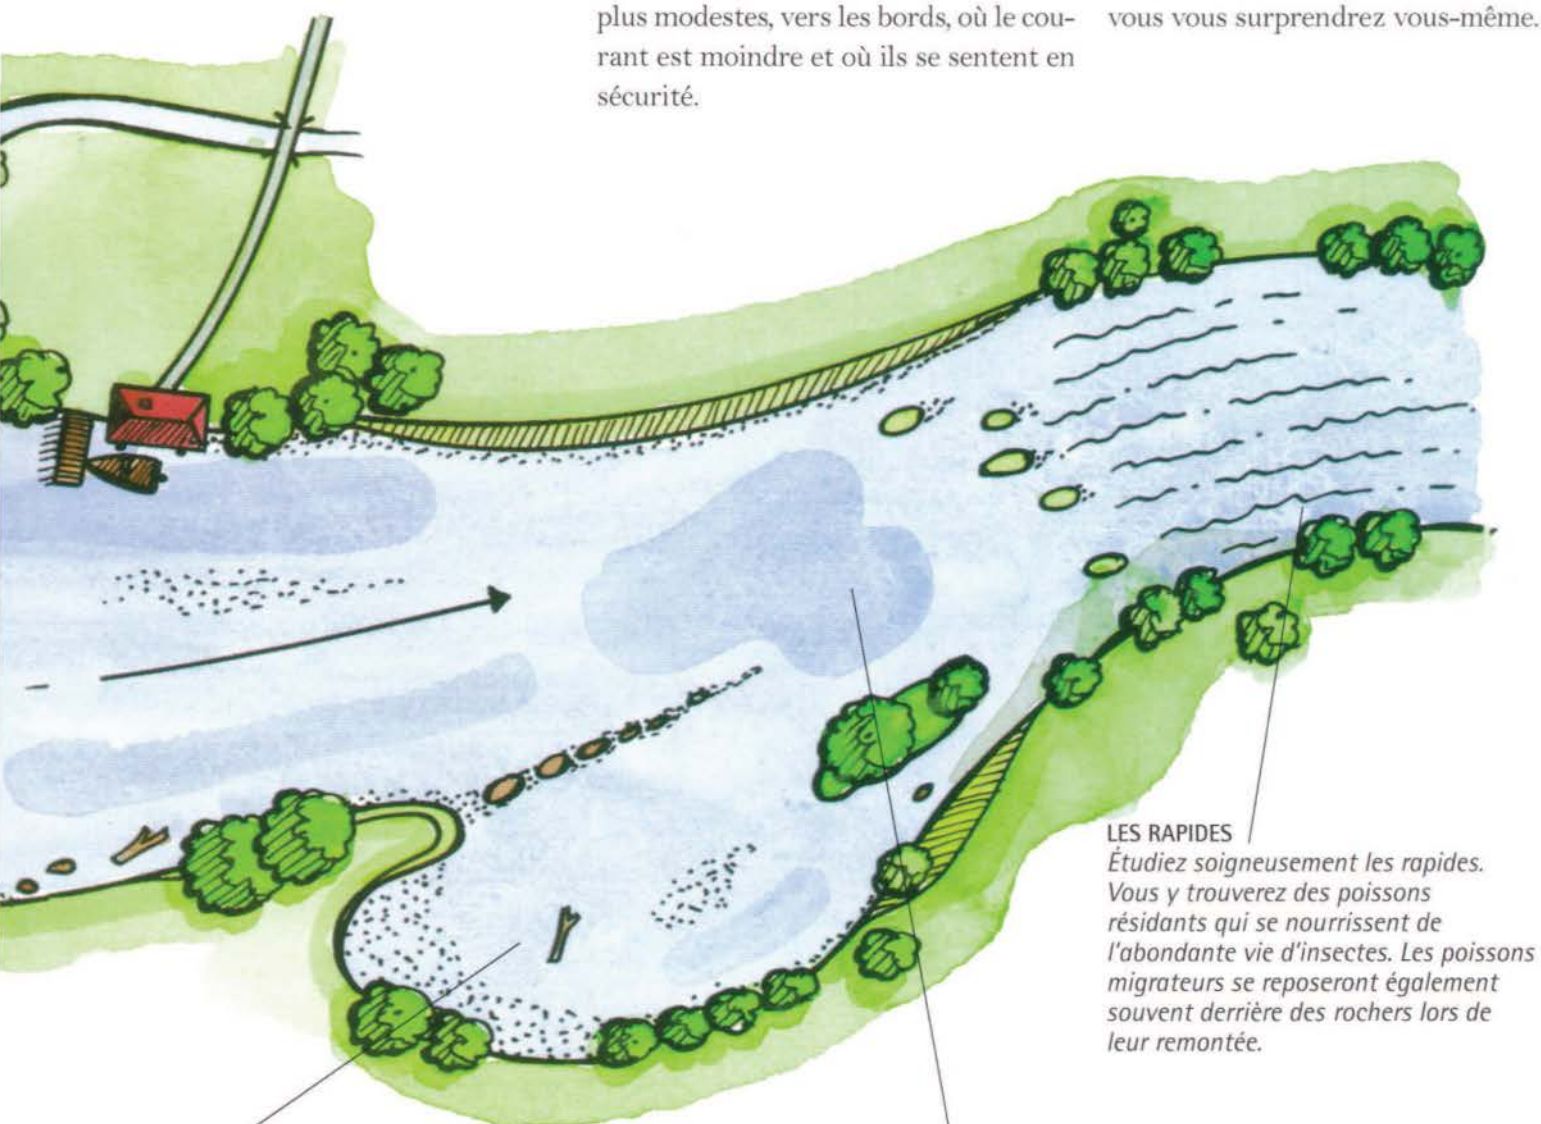 plus modestes, vers les bords, où le cou-
rant est moindre et où ils se sentent en
sécurité.
vous vous surprendrez vous-même.
LES RAPIDES
Étudiez soigneusement les rapides.
Vous y trouverez des poissons
résidants qui se nourrissent de
l'abondante vie d'insectes. Les poissons
migrateurs se reposeront également
souvent derrière des rochers lors de
leur remontée.